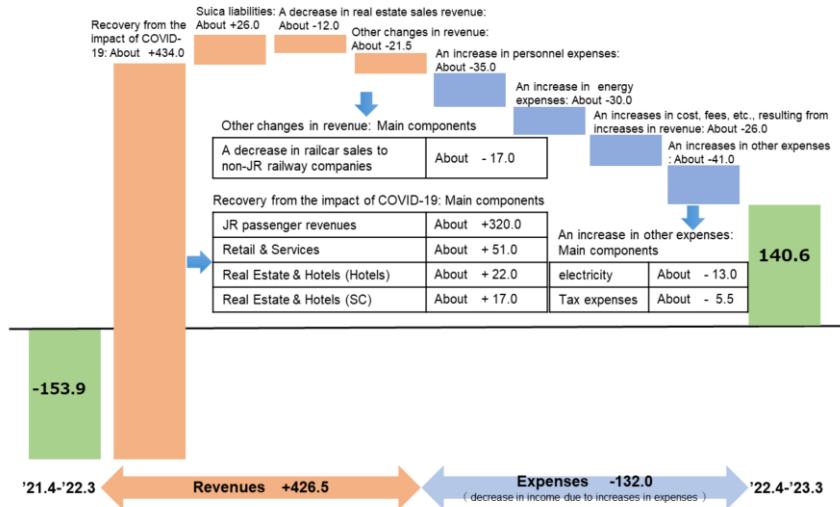 Recovery from the
impact of COVID-
19: About +434.0
Suica liabilities:
About +26.0
A decrease in real estate sales revenue:
About -12.0
Other changes in revenue:
About -21.5
An increase in personnel expenses:
About -35.0
An increase in energy
expenses: About -30.0
An increases in cost, fees, etc., resulting from
increases in revenue: About -26.0
An increases in other expenses
: About -41.0
Other changes in revenue: Main components
A decrease in railcar sales to
non-JR railway companies
About - 17.0
Recovery from the impact of COVID-19: Main components
JR passenger revenues About +320.0
Retail & Services About + 51.0
Real Estate & Hotels (Hotels) About + 22.0
Real Estate & Hotels (SC) About + 17.0
An increase in other expenses:
Main components
electricity About - 13.0
Tax expenses About - 5.5
140.6
-153.9
'21.4-'22.3
Revenues +426.5
Expenses -132.0
( decrease in income due to increases in expenses )
'22.4-'23.3